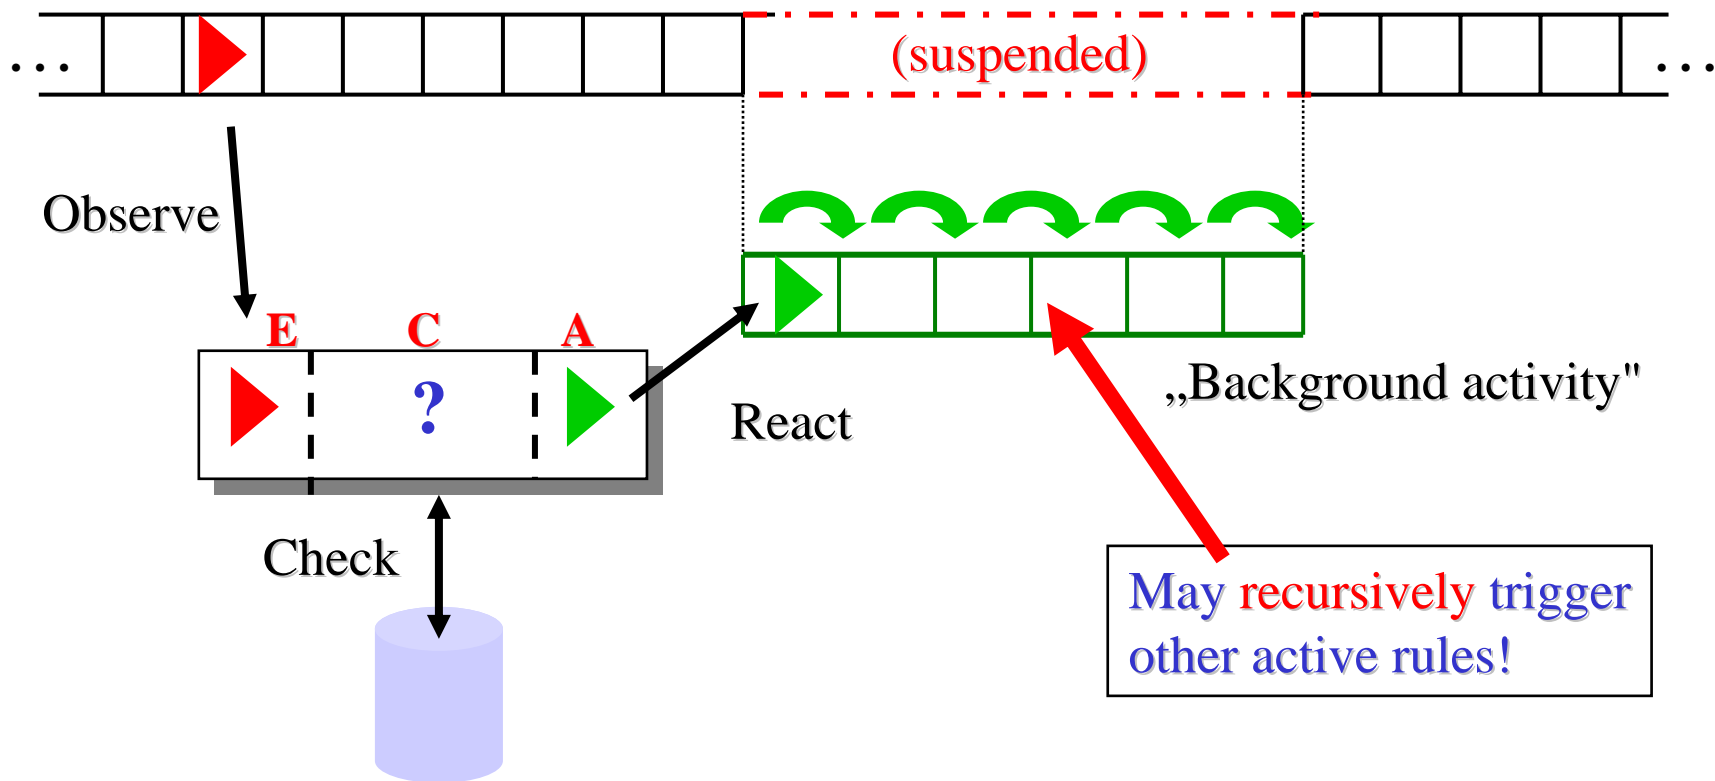 ... (suspended) ...
Observe
E C A
?
React
„Background activity"
Check
May recursively trigger
other active rules!